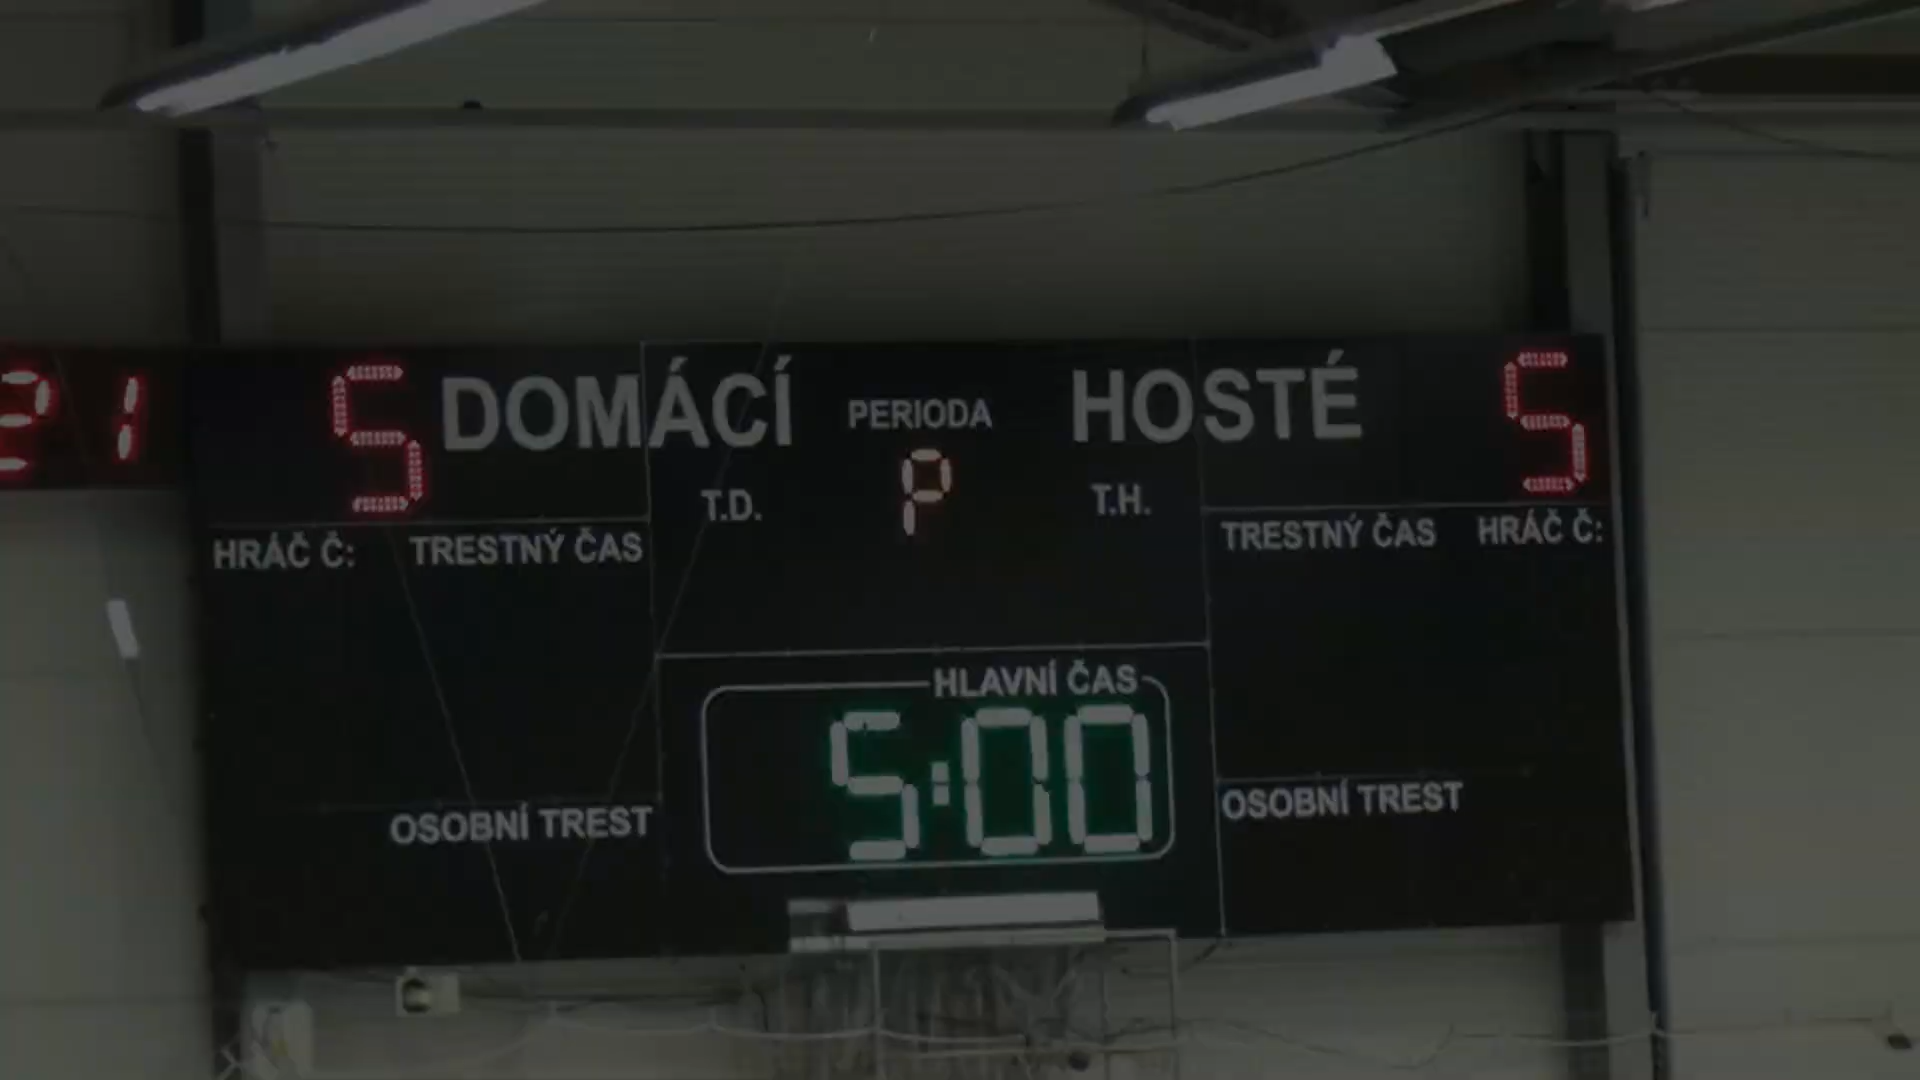 21
5 DOMÁCÍ PERIODA HOSTÉ 5
T.D. P T.H.
HRÁČ Č: TRESTNÝ ČAS TRESTNÝ ČAS HRÁČ Č:
HLAVNÍ ČAS
5:00
OSOBNÍ TREST OSOBNÍ TREST